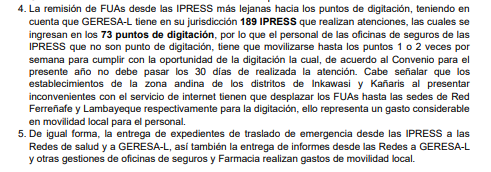 4. La remisión de FUAs desde las IPRESS más lejanas hacia los puntos de digitación, teniendo en
cuenta que GERESA-L tiene en su jurisdicción 189 IPRESS que realizan atenciones, las cuales se
ingresan en los 73 puntos de digitación, por lo que el personal de las oficinas de seguros de las
IPRESS que no son punto de digitación, tiene que movilizarse hasta los puntos 1 o 2 veces por
semana para cumplir con la oportunidad de la digitación la cual, de acuerdo al Convenio para el
presente año no debe pasar los 30 días de realizada la atención. Cabe señalar que los
establecimientos de la zona andina de los distritos de Inkawasi y Kañaris al presentar
inconvenientes con el servicio de internet tienen que desplazar los FUAs hasta las sedes de Red
Ferreñafe y Lambayeque respectivamente para la digitación, ello representa un gasto considerable
en movilidad local para el personal.
5. De igual forma, la entrega de expedientes de traslado de emergencia desde las IPRESS a las
Redes de salud y a GERESA-L, así también la entrega de informes desde las Redes a GERESA-L
y otras gestiones de oficinas de seguros y Farmacia realizan gastos de movilidad local.